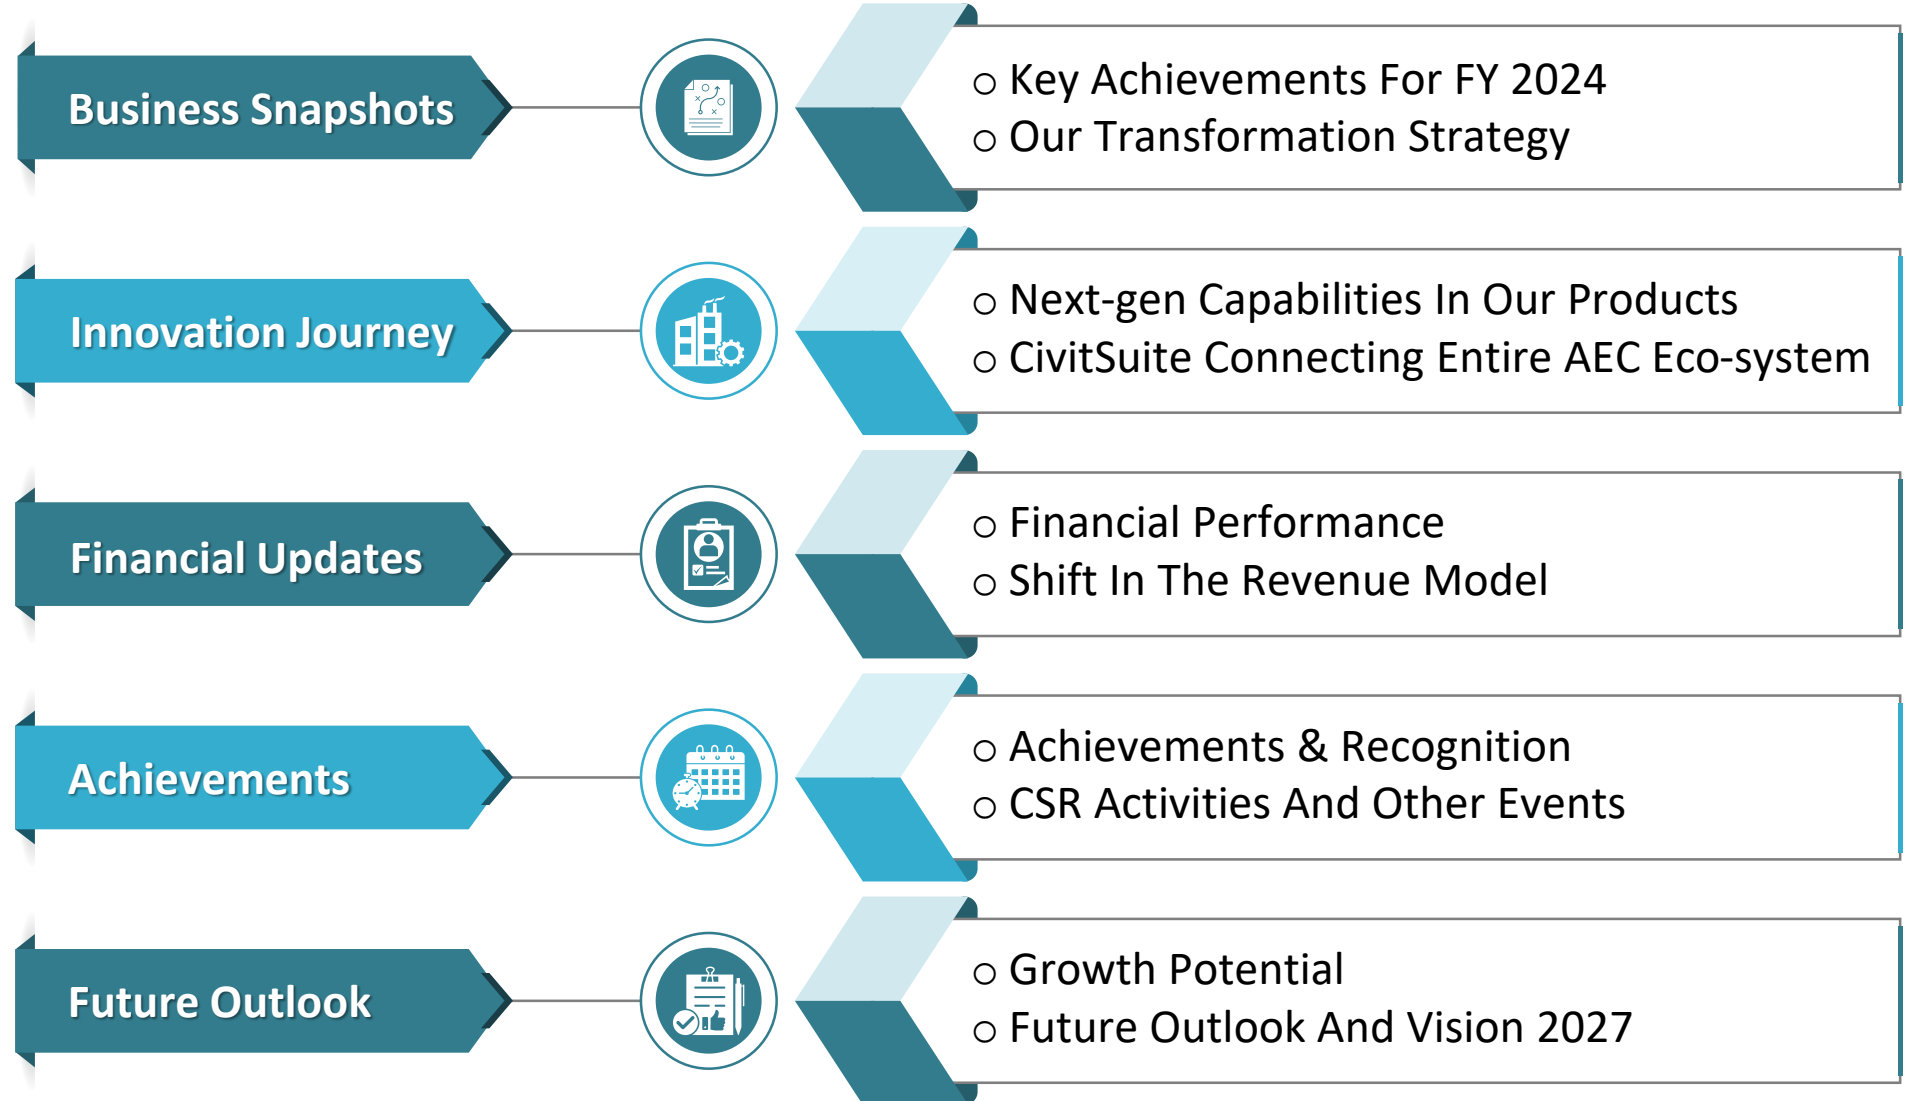 Business Snapshots
○ Key Achievements For FY 2024
○ Our Transformation Strategy
Innovation Journey
○ Next-gen Capabilities In Our Products
○ CivitSuite Connecting Entire AEC Eco-system
Financial Updates
○ Financial Performance
○ Shift In The Revenue Model
Achievements
○ Achievements & Recognition
○ CSR Activities And Other Events
Future Outlook
○ Growth Potential
○ Future Outlook And Vision 2027